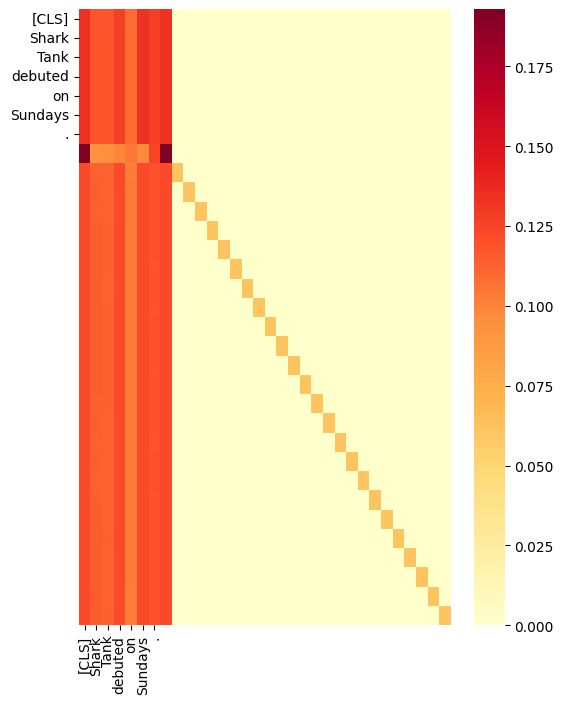 [CLS]
Shark
Tank
debuted
on
Sundays
.
[CLS]
Shark
Tank
debuted
on
Sundays
.
0.175
0.150
0.125
0.100
0.075
0.050
0.025
0.000